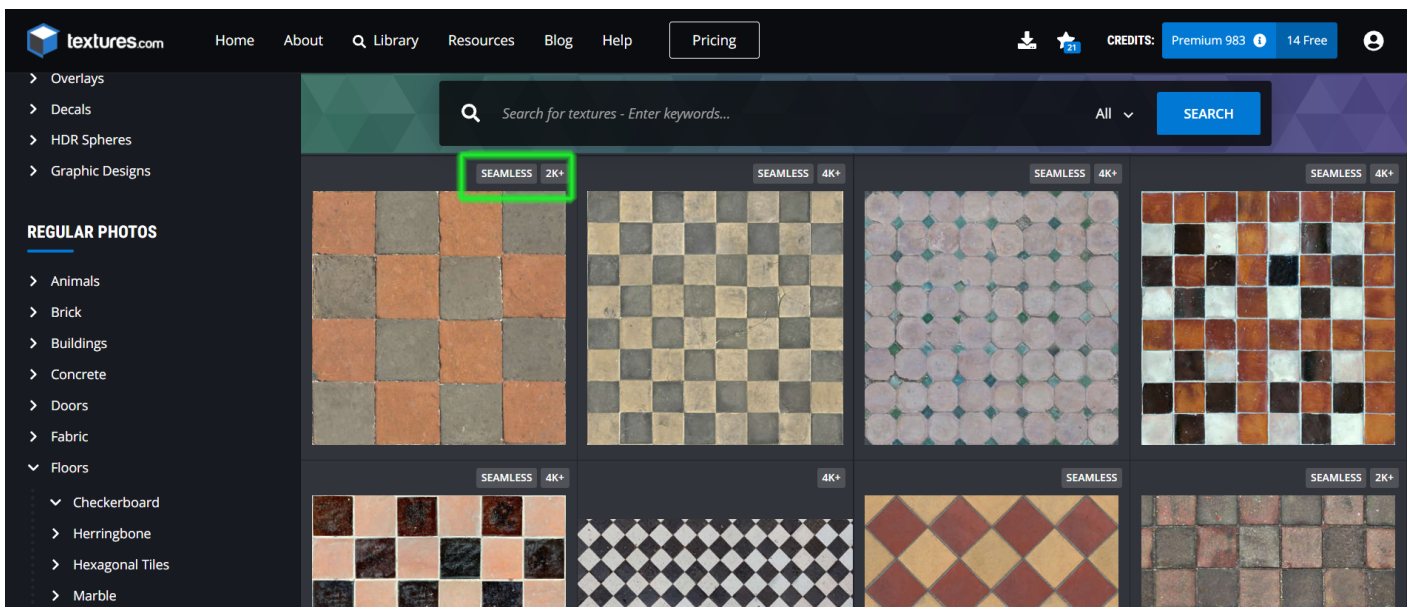 textures.com Home About Library Resources Blog Help Pricing 21 CREDITS: Premium 983 14 Free
Search for textures - Enter keywords... All SEARCH
Overlays
Decals
HDR Spheres
Graphic Designs
REGULAR PHOTOS
Animals
Brick
Buildings
Concrete
Doors
Fabric
Floors
Checkerboard
Herringbone
Hexagonal Tiles
Marble
SEAMLESS 2K+ SEAMLESS 4K+ SEAMLESS 4K+ SEAMLESS 4K+
SEAMLESS 4K+ 4K+ SEAMLESS SEAMLESS 2K+